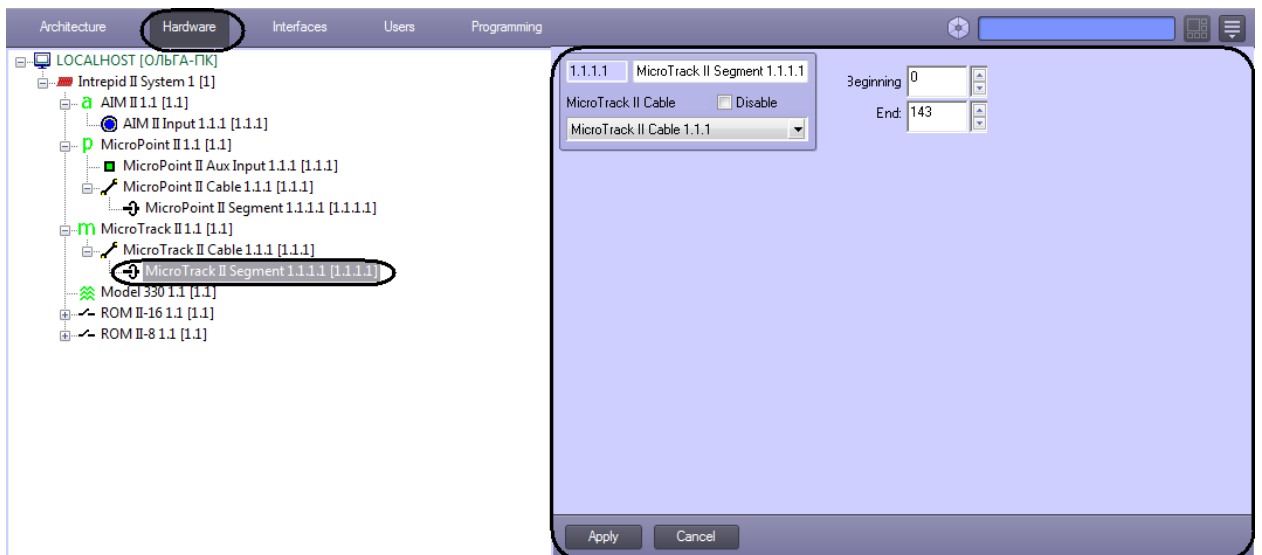 Architecture Hardware Interfaces Users Programming
LOCALHOST [ОЛЬГА-ПК]
Intrepid II System 1 [1]
AIM II 1.1 [1.1]
AIM II Input 1.1.1 [1.1.1]
MicroPoint II 1.1 [1.1]
MicroPoint II Aux Input 1.1.1 [1.1.1]
MicroPoint II Cable 1.1.1 [1.1.1]
MicroPoint II Segment 1.1.1.1 [1.1.1.1]
MicroTrack II 1.1 [1.1]
MicroTrack II Cable 1.1.1 [1.1.1]
MicroTrack II Segment 1.1.1.1 [1.1.1.1]
Model 330 1.1 [1.1]
ROM II-16 1.1 [1.1]
ROM II-8 1.1 [1.1]
1.1.1.1 MicroTrack II Segment 1.1.1.1
MicroTrack II Cable Disable
MicroTrack II Cable 1.1.1
Beginning 0
End: 143
Apply Cancel